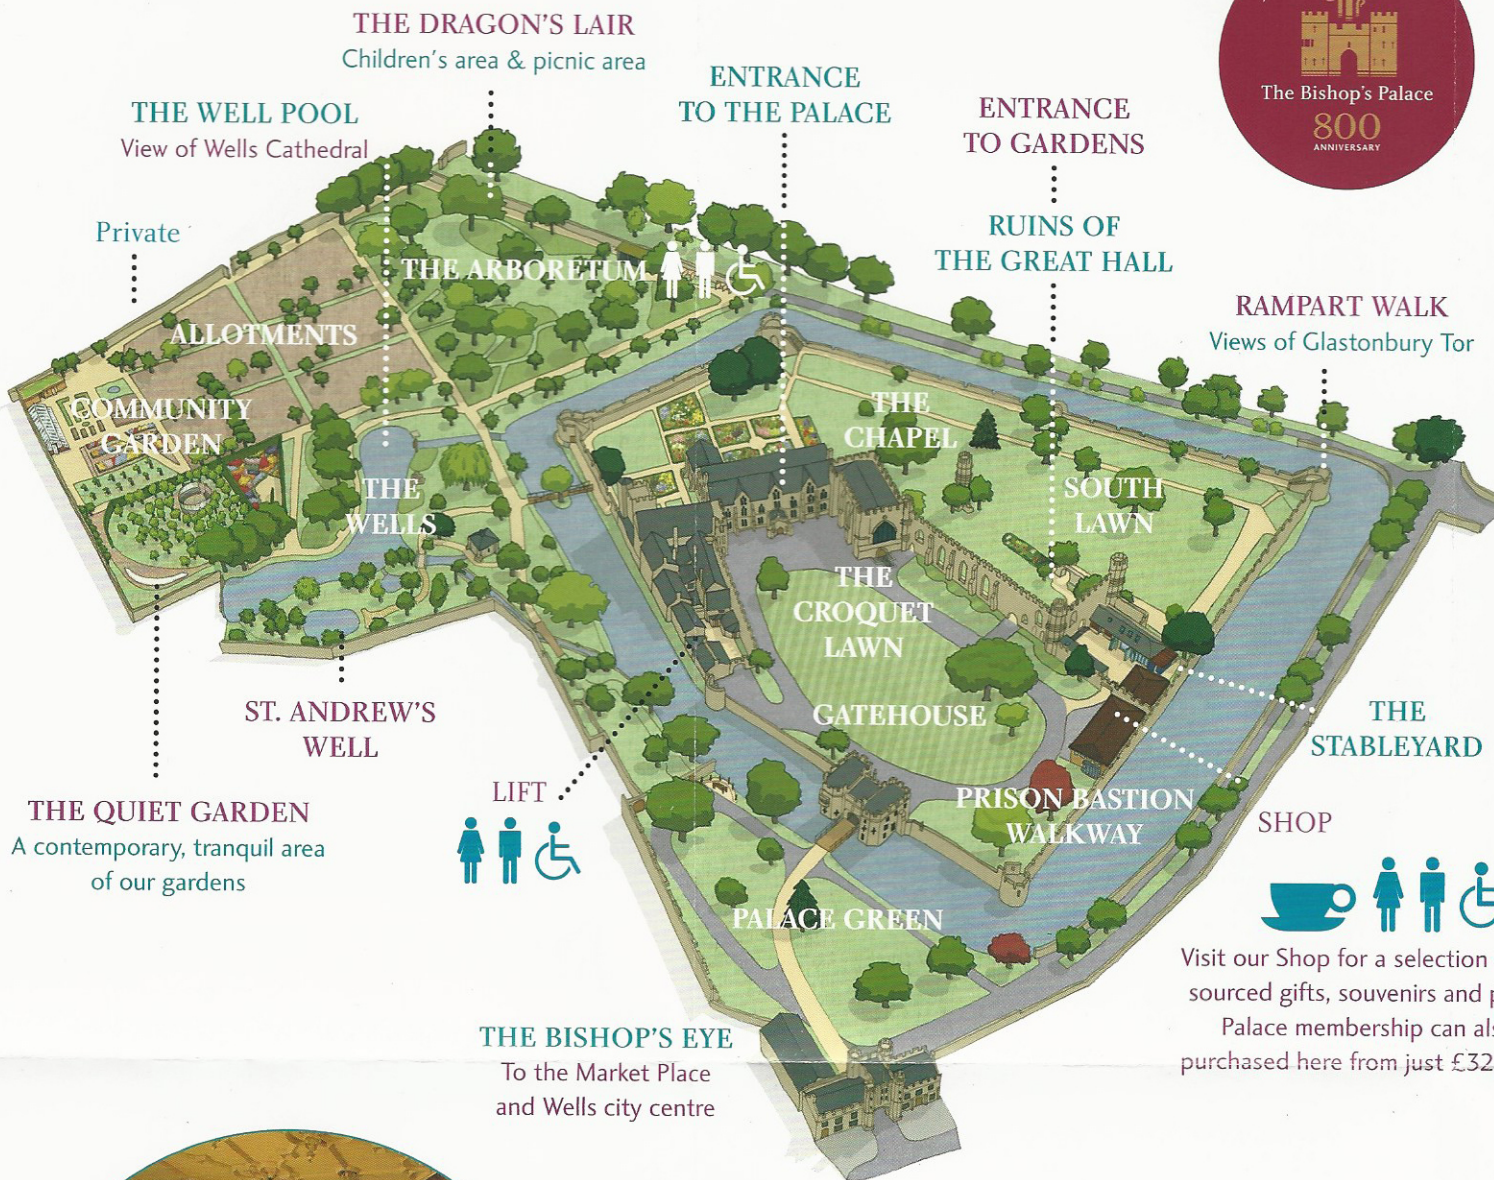 THE DRAGON'S LAIR
Children's area & picnic area
ENTRANCE
TO THE PALACE
THE WELL POOL
View of Wells Cathedral
ENTRANCE
TO GARDENS
The Bishop's Palace
800
ANNIVERSARY
Private
RUINS OF
THE GREAT HALL
THE ARBORETUM
RAMPART WALK
Views of Glastonbury Tor
ALLOTMENTS
COMMUNITY
GARDEN
THE
CHAPEL
THE
WELLS
SOUTH
LAWN
THE
CROQUET
LAWN
ST. ANDREW'S
WELL
GATEHOUSE
THE
STABLEYARD
LIFT
THE QUIET GARDEN
A contemporary, tranquil area
of our gardens
PRISON BASTION
WALKWAY
SHOP
PALACE GREEN
Visit our Shop for a selection
sourced gifts, souvenirs and
Palace membership can
purchased here from just £32
THE BISHOP'S EYE
To the Market Place
and Wells city centre